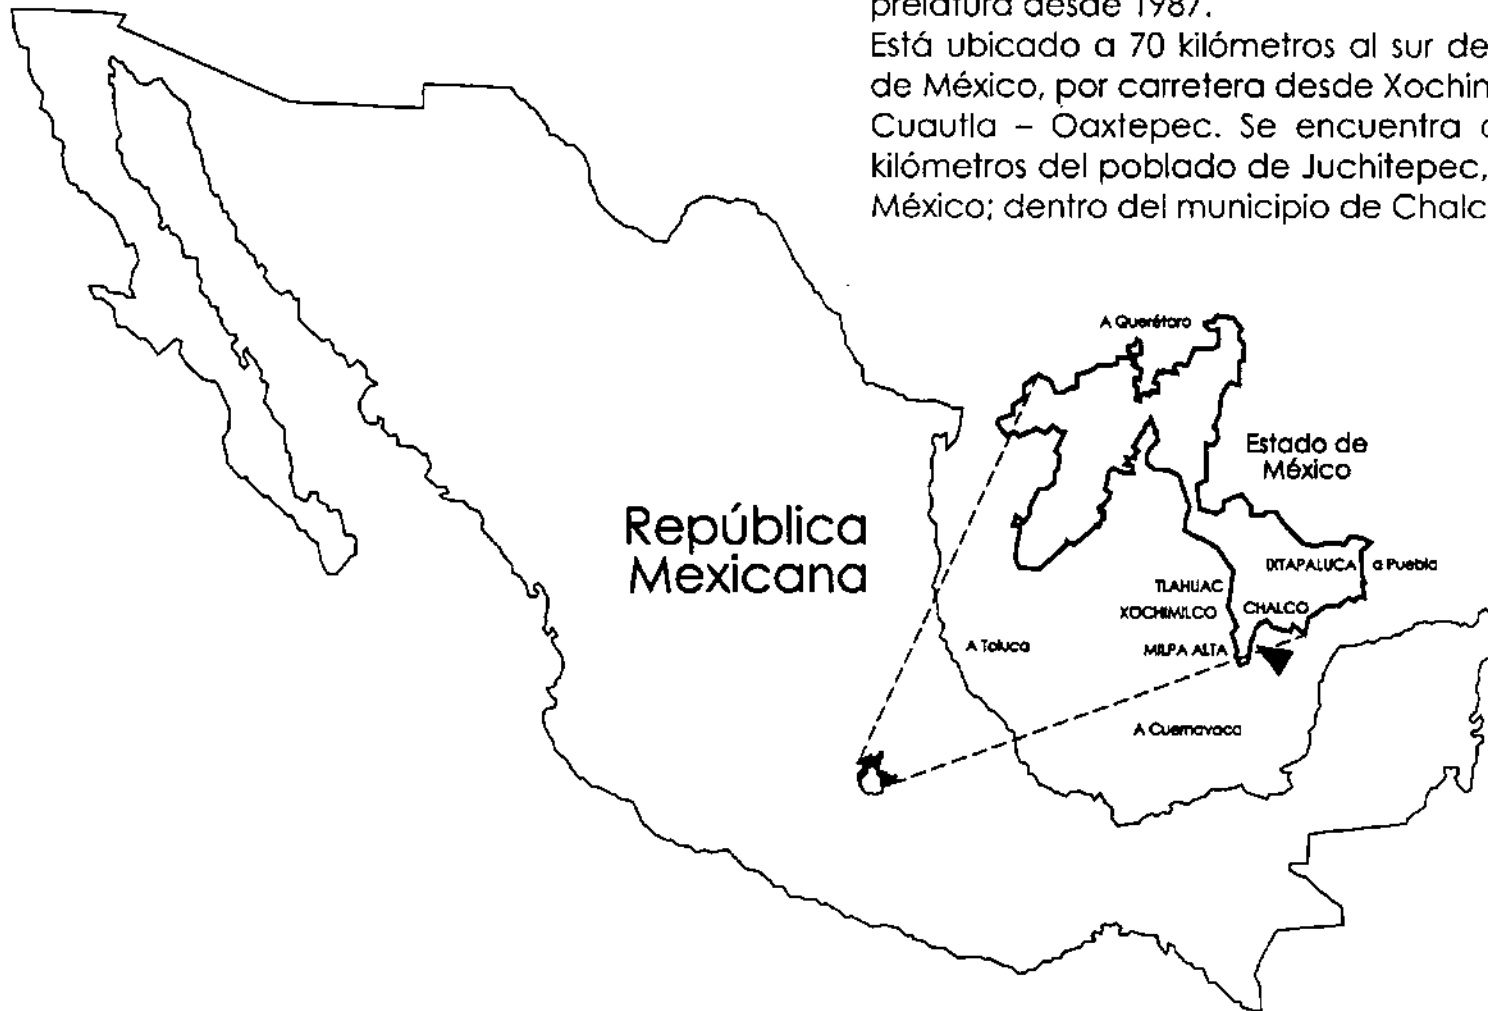 prelatura desde 1987.
Está ubicado a 70 kilómetros al sur de
de México, por carretera desde
Cuautla – Oaxtepec. Se encuentra
kilómetros del poblado de Juchitepec,
México; dentro del municipio de
A Querétaro
Estado de
México
República
Mexicana
IXTAPALUCA
a Puebla
TLAHUAC
XOCHIMILCO
CHALCO
A Toluca
MILPA ALTA
A Cuernavaca